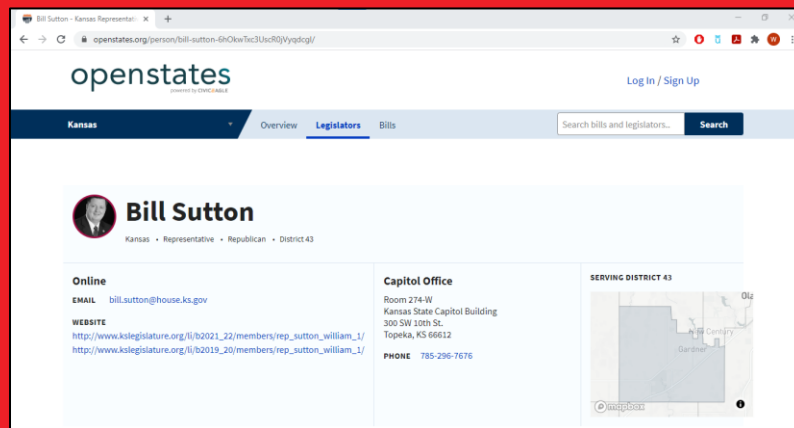 Bill Sutton - Kansas Representati
openstates.org/person/bill-sutton-6hOkwTxc3UscR0jVyqdcgl/
W
openstates
powered by CIVIC EAGLE
Log In / Sign Up
Kansas
Overview Legislators Bills
Search bills and legislators...
Search
Bill Sutton
Kansas • Representative • Republican • District 43
Online
EMAIL bill.sutton@house.ks.gov
WEBSITE
http://www.kslegislature.org/li/b2021_22/members/rep_sutton_william_1/
http://www.kslegislature.org/li/b2019_20/members/rep_sutton_william_1/
Capitol Office
Room 274-W
Kansas State Capitol Building
300 SW 10th St.
Topeka, KS 66612
PHONE 785-296-7676
SERVING DISTRICT 43
Ola
New Century
Gardner
mapbox